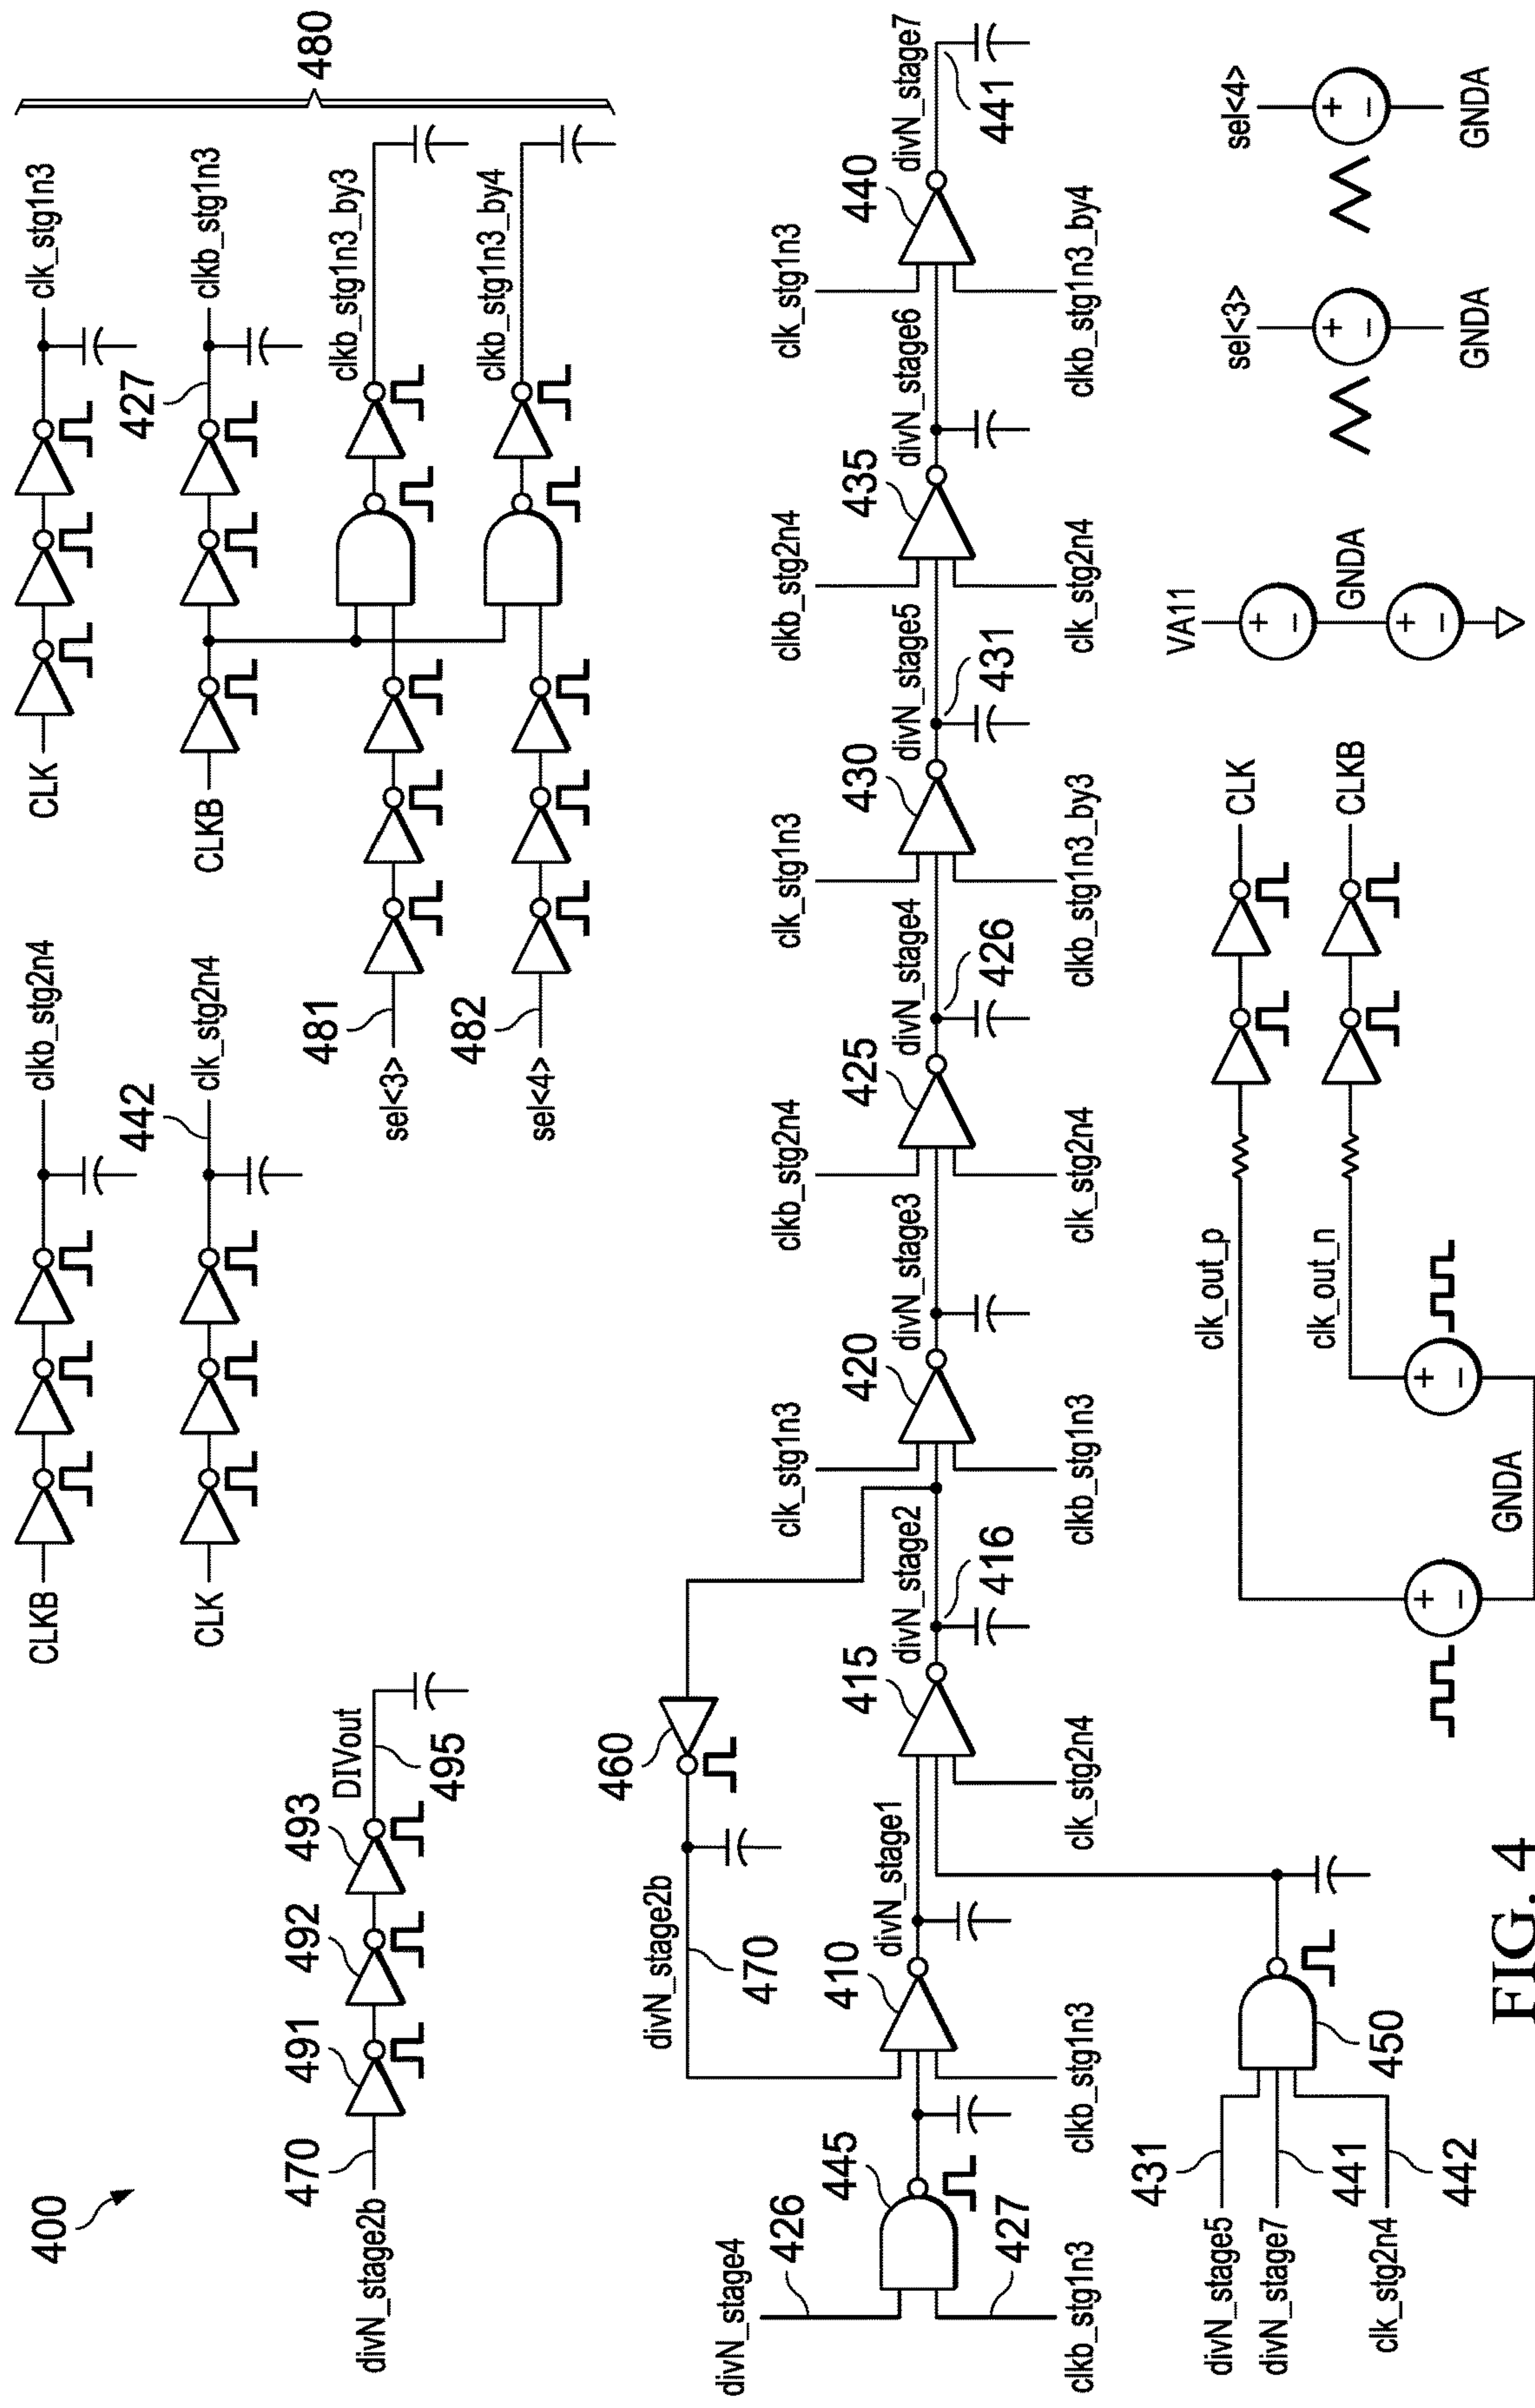 400
470
divN_stage2b
491
492
493
DIVout
495
CLKB
clkb_stg2n4
CLK
442
clk_stg2n4
CLK
clk_stg1n3
CLKB
427
clkb_stg1n3
481
sel<3>
clkb_stg1n3_by3
482
sel<4>
clkb_stg1n3_by4
480
divN_stage4
426
445
427
clkb_stg1n3
divN_stage2b
470
460
410
clkb_stg1n3
divN_stage1
415
clk_stg2n4
divN_stage2
416
clk_stg1n3
420
clkb_stg1n3
divN_stage3
clkb_stg2n4
425
clk_stg2n4
divN_stage4
426
clk_stg1n3
430
clkb_stg1n3_by3
divN_stage5
431
clkb_stg2n4
435
clk_stg2n4
divN_stage6
clk_stg1n3
440
clkb_stg1n3_by4
divN_stage7
441
431
divN_stage5
441
divN_stage7
442
clk_stg2n4
450
clk_out_p
CLK
clk_out_n
CLKB
+
−
+
−
GNDA
VA11
+
−
GNDA
+
−
sel<3>
+
−
GNDA
sel<4>
+
−
GNDA
FIG. 4